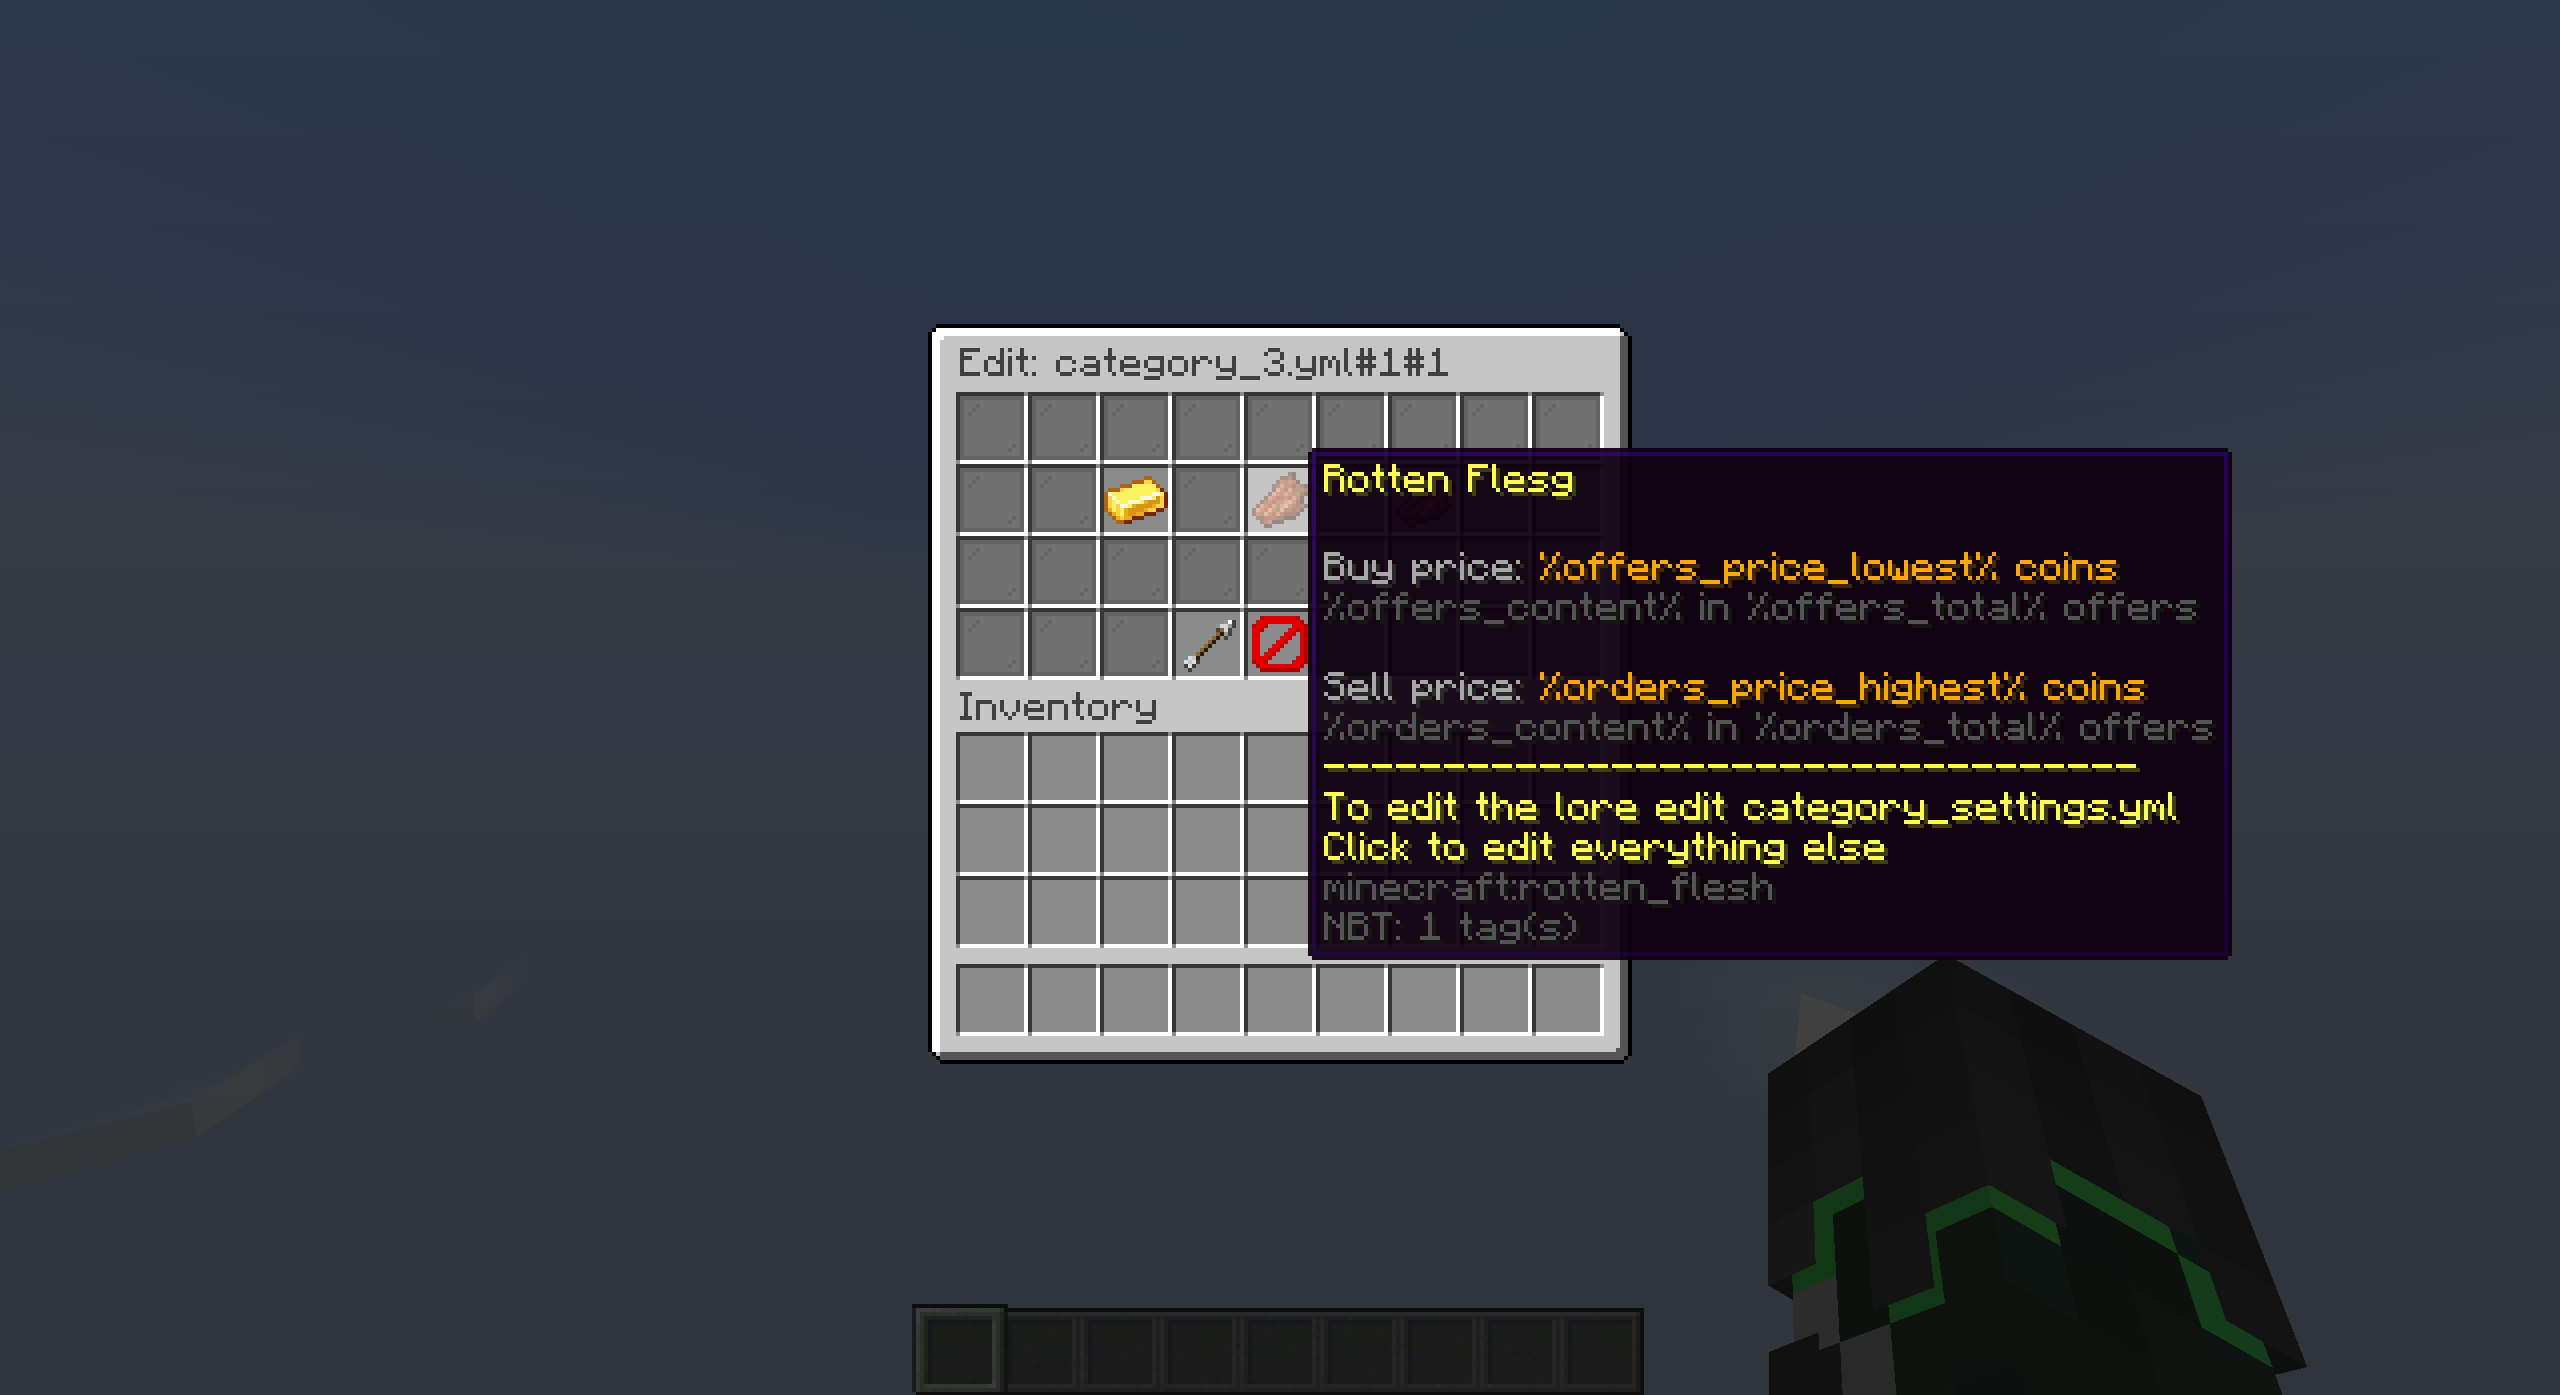 Edit: category_3.yml#1#1
Rotten Flesg
Buy price: %offers_price_lowest% coins
%offers_content% in %offers_total% offers
Sell price: %orders_price_highest% coins
%orders_content% in %orders_total% offers
----------------------------------
To edit the lore edit category_settings.yml
Click to edit everything else
minecraft:rotten_flesh
NBT: 1 tag(s)
Inventory